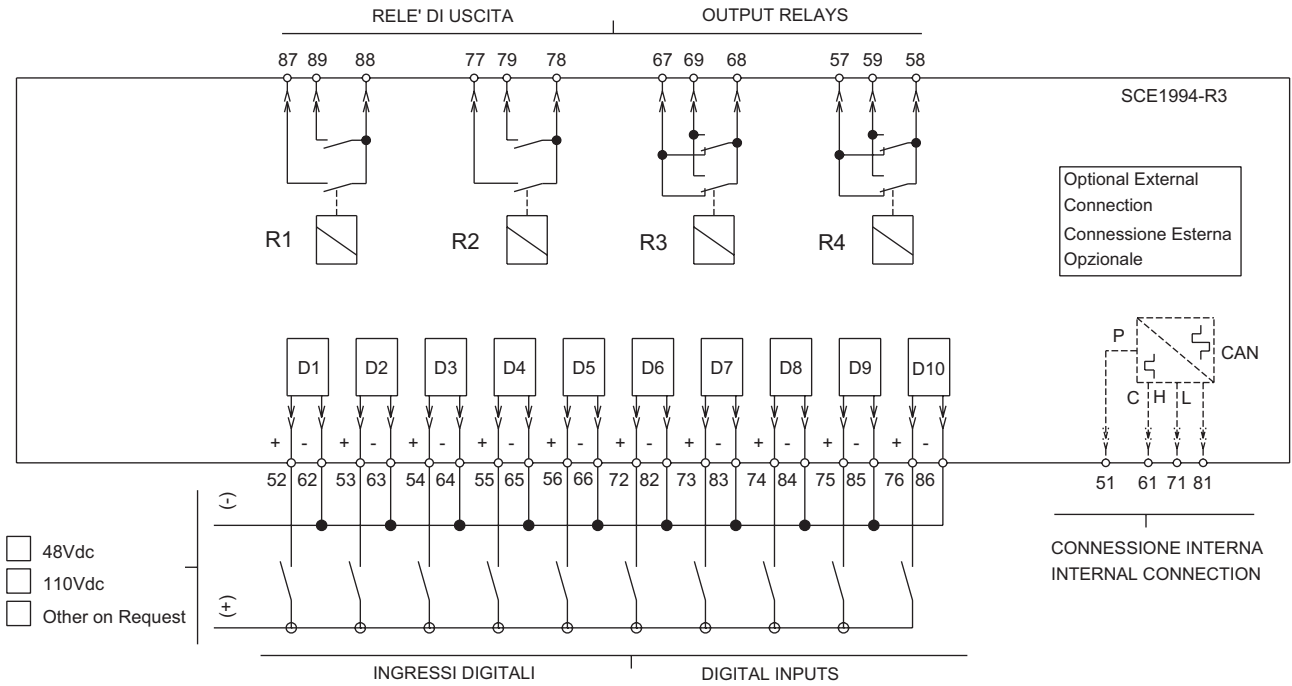 RELE' DI USCITA OUTPUT RELAYS
87 89 88 77 79 78 67 69 68 57 59 58
SCE1994-R3
Optional External
Connection
Connessione Esterna
Opzionale
R1 R2 R3 R4
P
CAN
C H L
D1 D2 D3 D4 D5 D6 D7 D8 D9 D10
+ - + - + - + - + - + - + - + - + - + -
52 62 53 63 54 64 55 65 56 66 72 82 73 83 74 84 75 85 76 86
51 61 71 81
(-)
48Vdc
110Vdc
Other on Request
(+)
CONNESSIONE INTERNA
INTERNAL CONNECTION
INGRESSI DIGITALI DIGITAL INPUTS